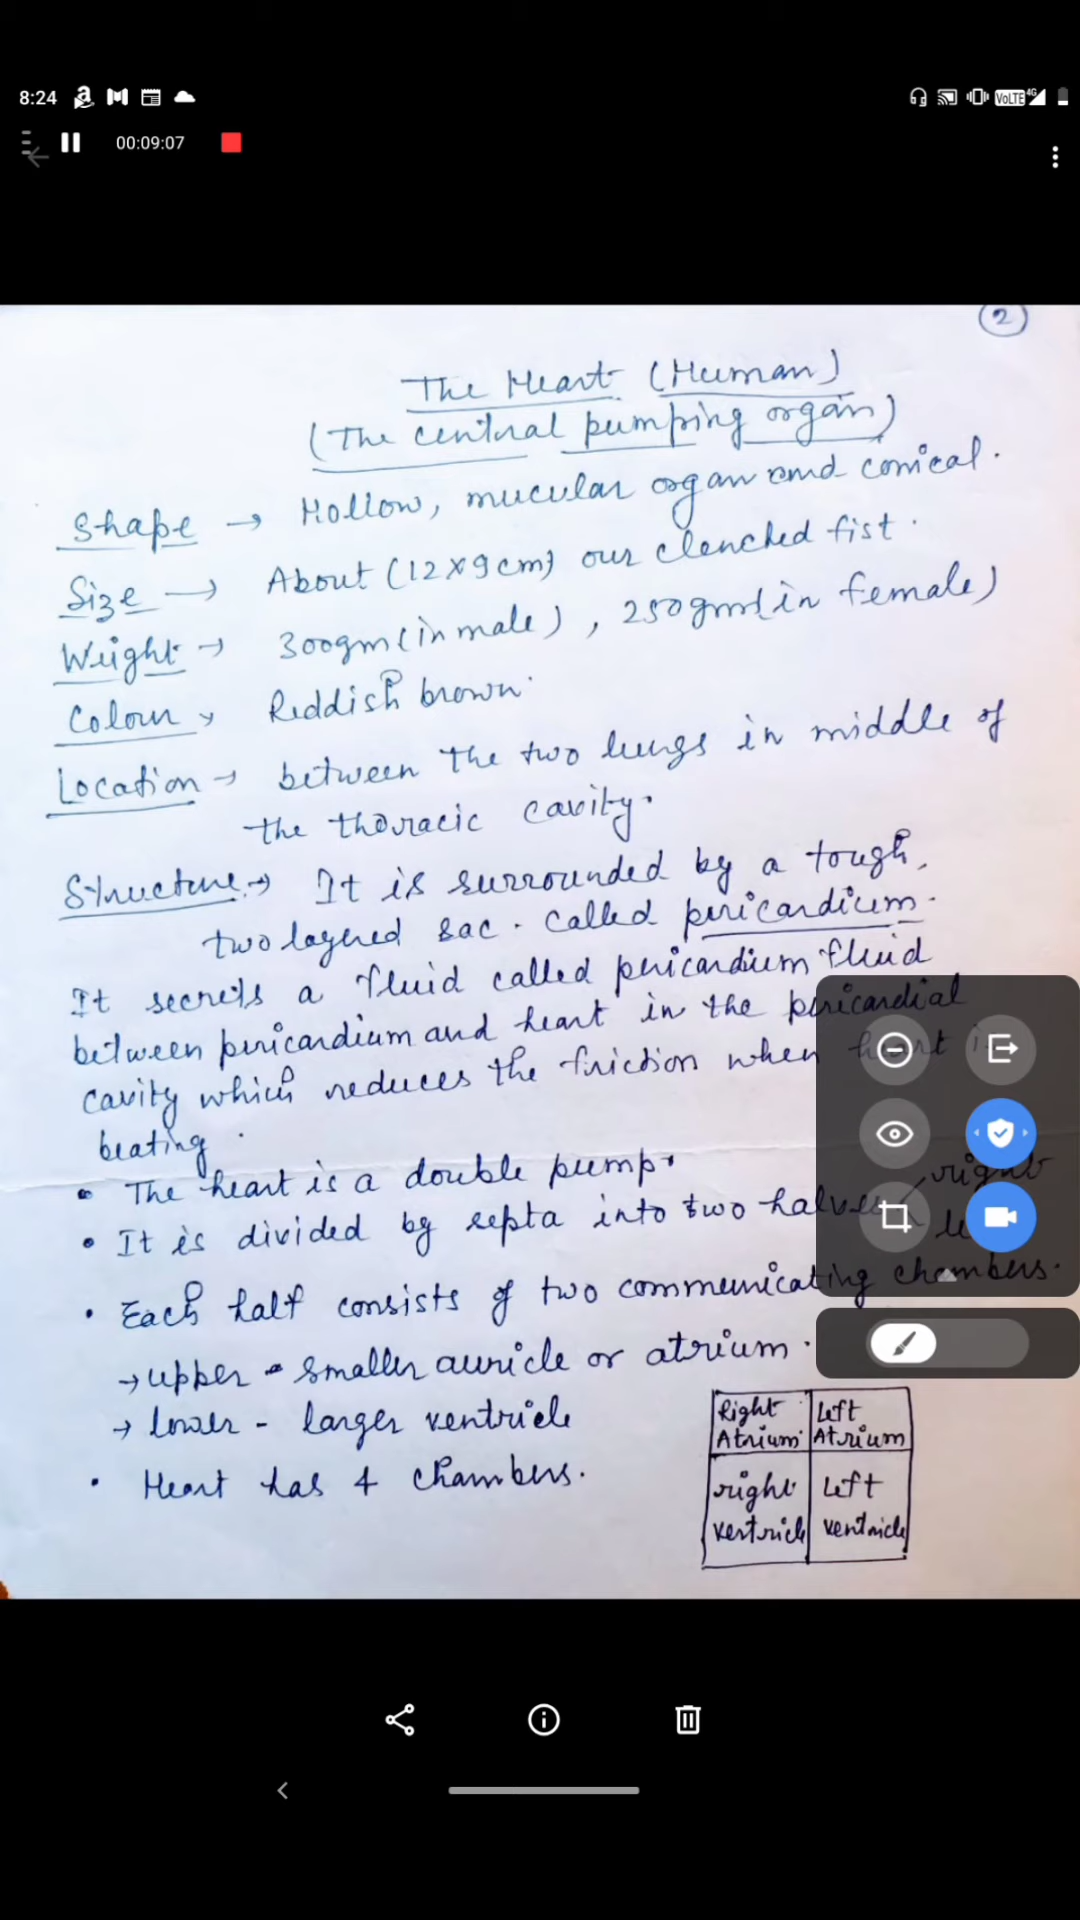 8:24
VoLTE 4G
00:09:07
2
The Heart (Human)
(The central pumping organ)
Shape → Hollow, mucular organ and conical.
Size → About (12x9cm) our clenched fist.
Weight → 300gm(in male), 250gm(in female)
Colour → Reddish brown.
Location → between the two lungs in middle of
the thoracic cavity.
Structure → It is surrounded by a tough,
two layered sac. called pericardium.
It secrets a fluid called pericardium fluid
between pericardium and heart in the pericardial
cavity which reduces the friction when heart is
beating.
• The heart is a double pump.
• It is divided by septa into two halves right
• Each half consists of two communicating chambers.
→ upper - smaller auricle or atrium.
→ lower - larger ventricle
• Heart has 4 chambers.
Right Atrium Left Atrium
right ventricle Left ventricle